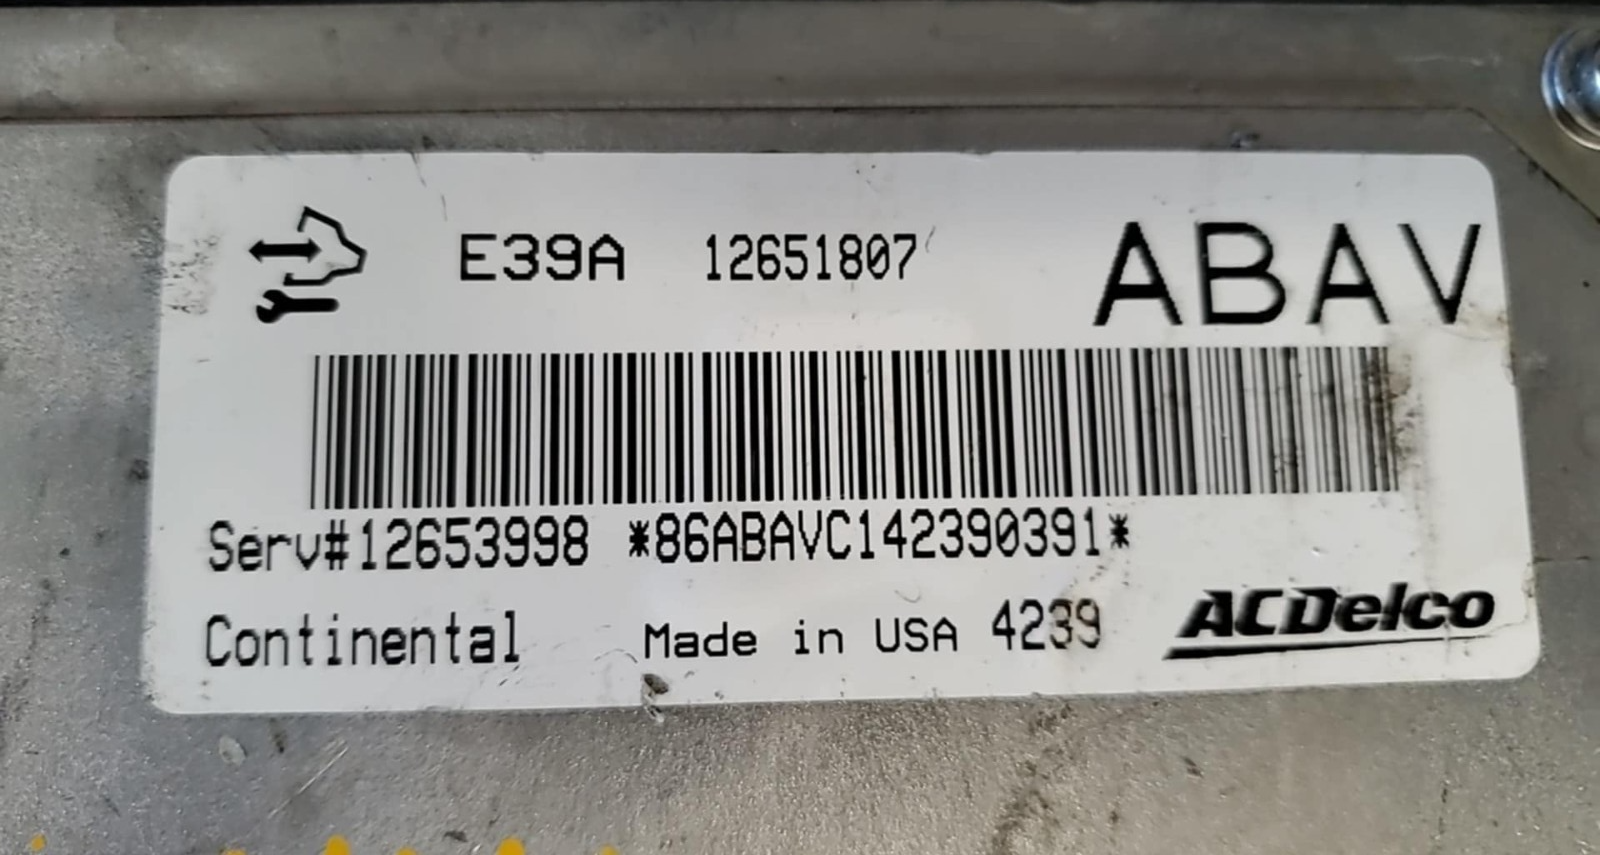 E39A 12651807 ABAV
Serv#12653998 *86ABAVC142390391*
Continental Made in USA 4239 ACDelco